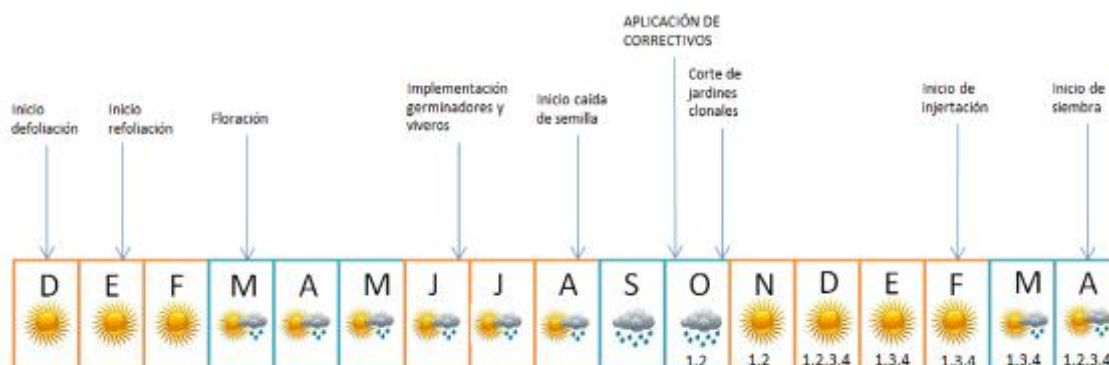 APLICACIÓN DE
CORRECTIVOS
Inicio
defoliación
Inicio
refoliación
Floración
Implementación
germinadores y
viveros
Inicio caída
de semilla
Corte de
jardines
clonales
Inicio de
injertación
Inicio de
siembra
D E F M A M J J A S O N D E F M A
1,2 1,2 1,2,3,4 1,3,4 1,3,4 1,3,4 1,2,3,4